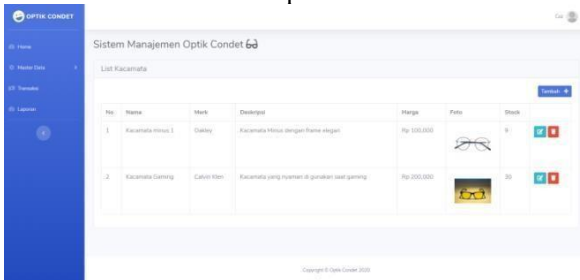 OPTIK CONDET
Home
Master Data
Transaksi
Laporan
Sistem Manajemen Optik Condet
List Kacamata
Tambah
No Nama Merk Deskripsi Harga Foto Stock
1 Kacamata minus 1 Oakley Kacamata Minus dengan frame elegan Rp 100,000 9
2 Kacamata Gaming Calvin Klen Kacamata yang nyaman di gunakan saat gaming Rp 200,000 30
Copyright © Optik Condet 2020